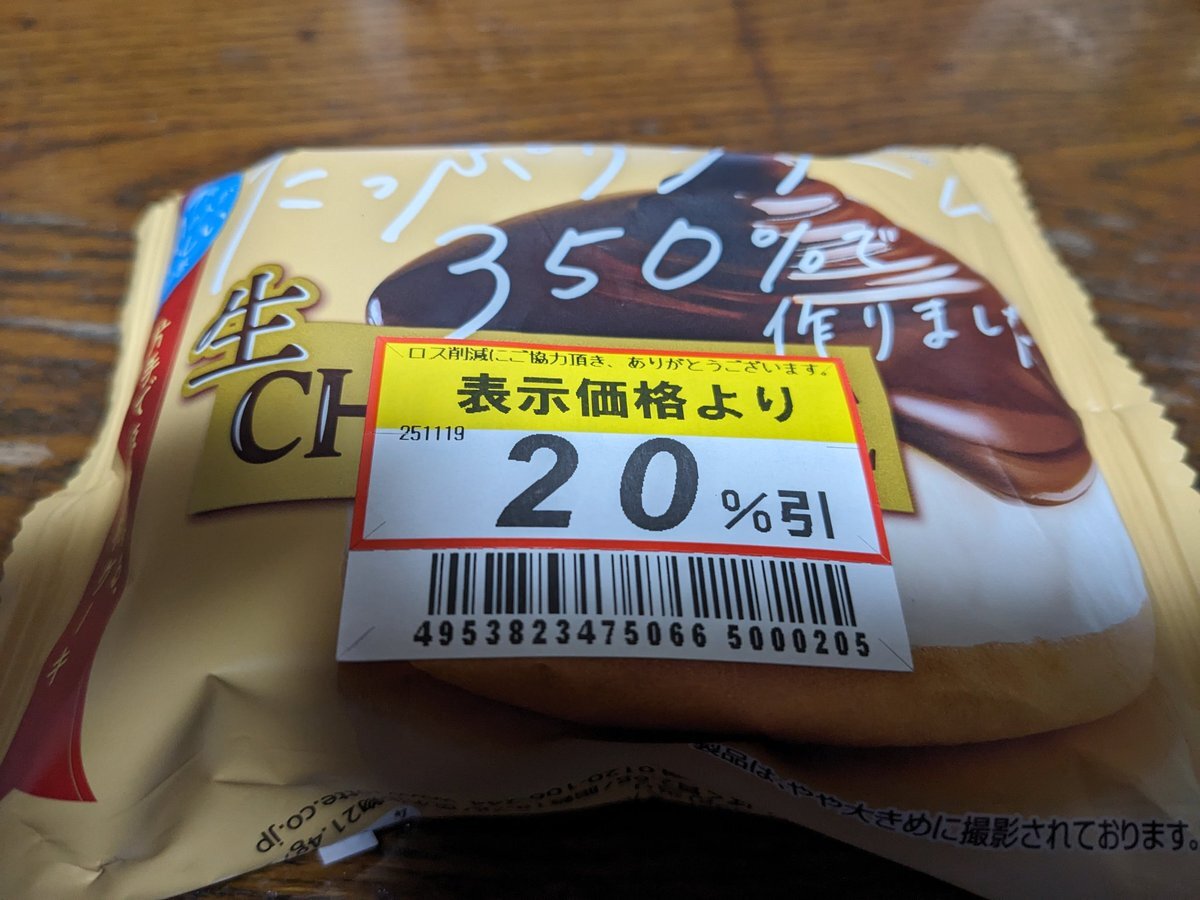 たっぷりクリーム
350%で
作りました
生
CH
ロス削減にご協力頂き、ありがとうございます。
表示価格より
251119
20%引
4953823475066 5000205
製品は、やや大きめに撮影されております。
te.co.jp